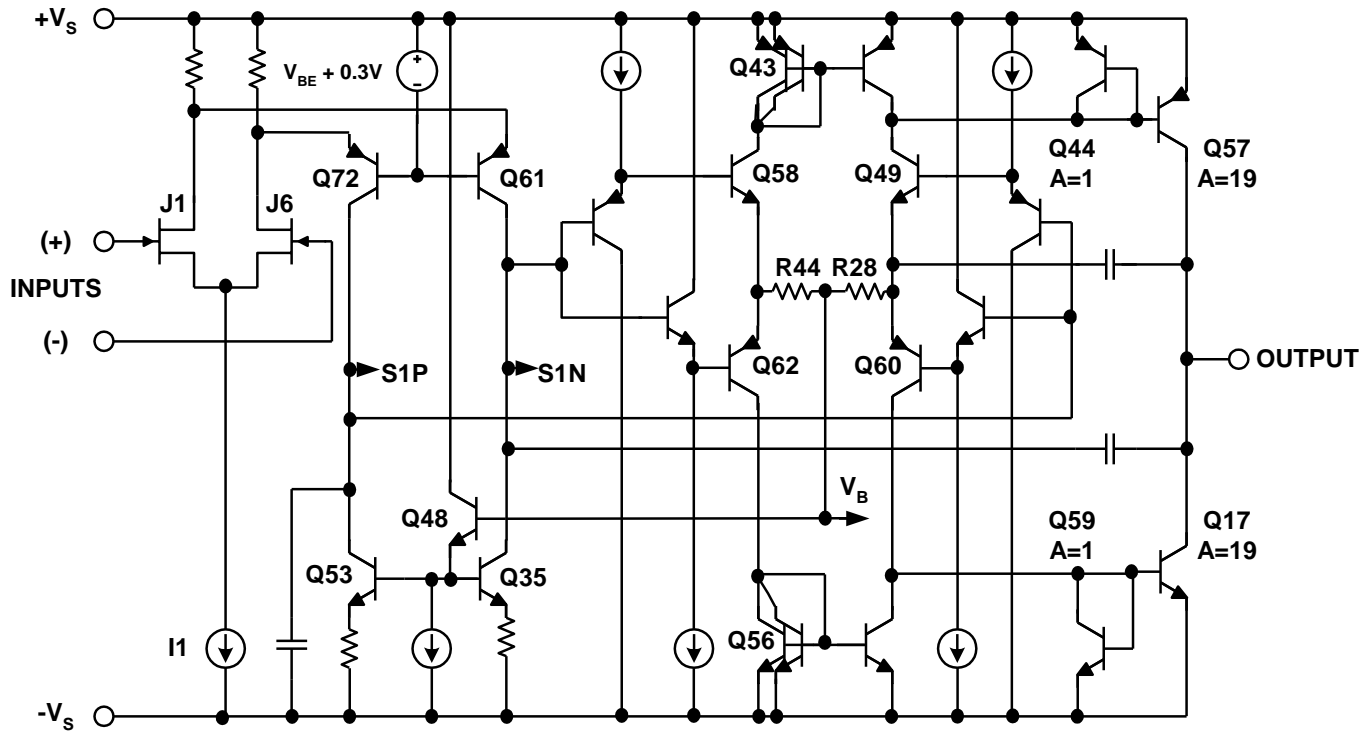 +VS
VBE + 0.3V
Q43
Q58
Q49
Q44
A=1
Q57
A=19
Q72
Q61
J1
J6
(+)
INPUTS
(-)
R44
R28
S1P
S1N
Q62
Q60
OUTPUT
VB
Q48
Q59
A=1
Q17
A=19
Q53
Q35
I1
Q56
-VS